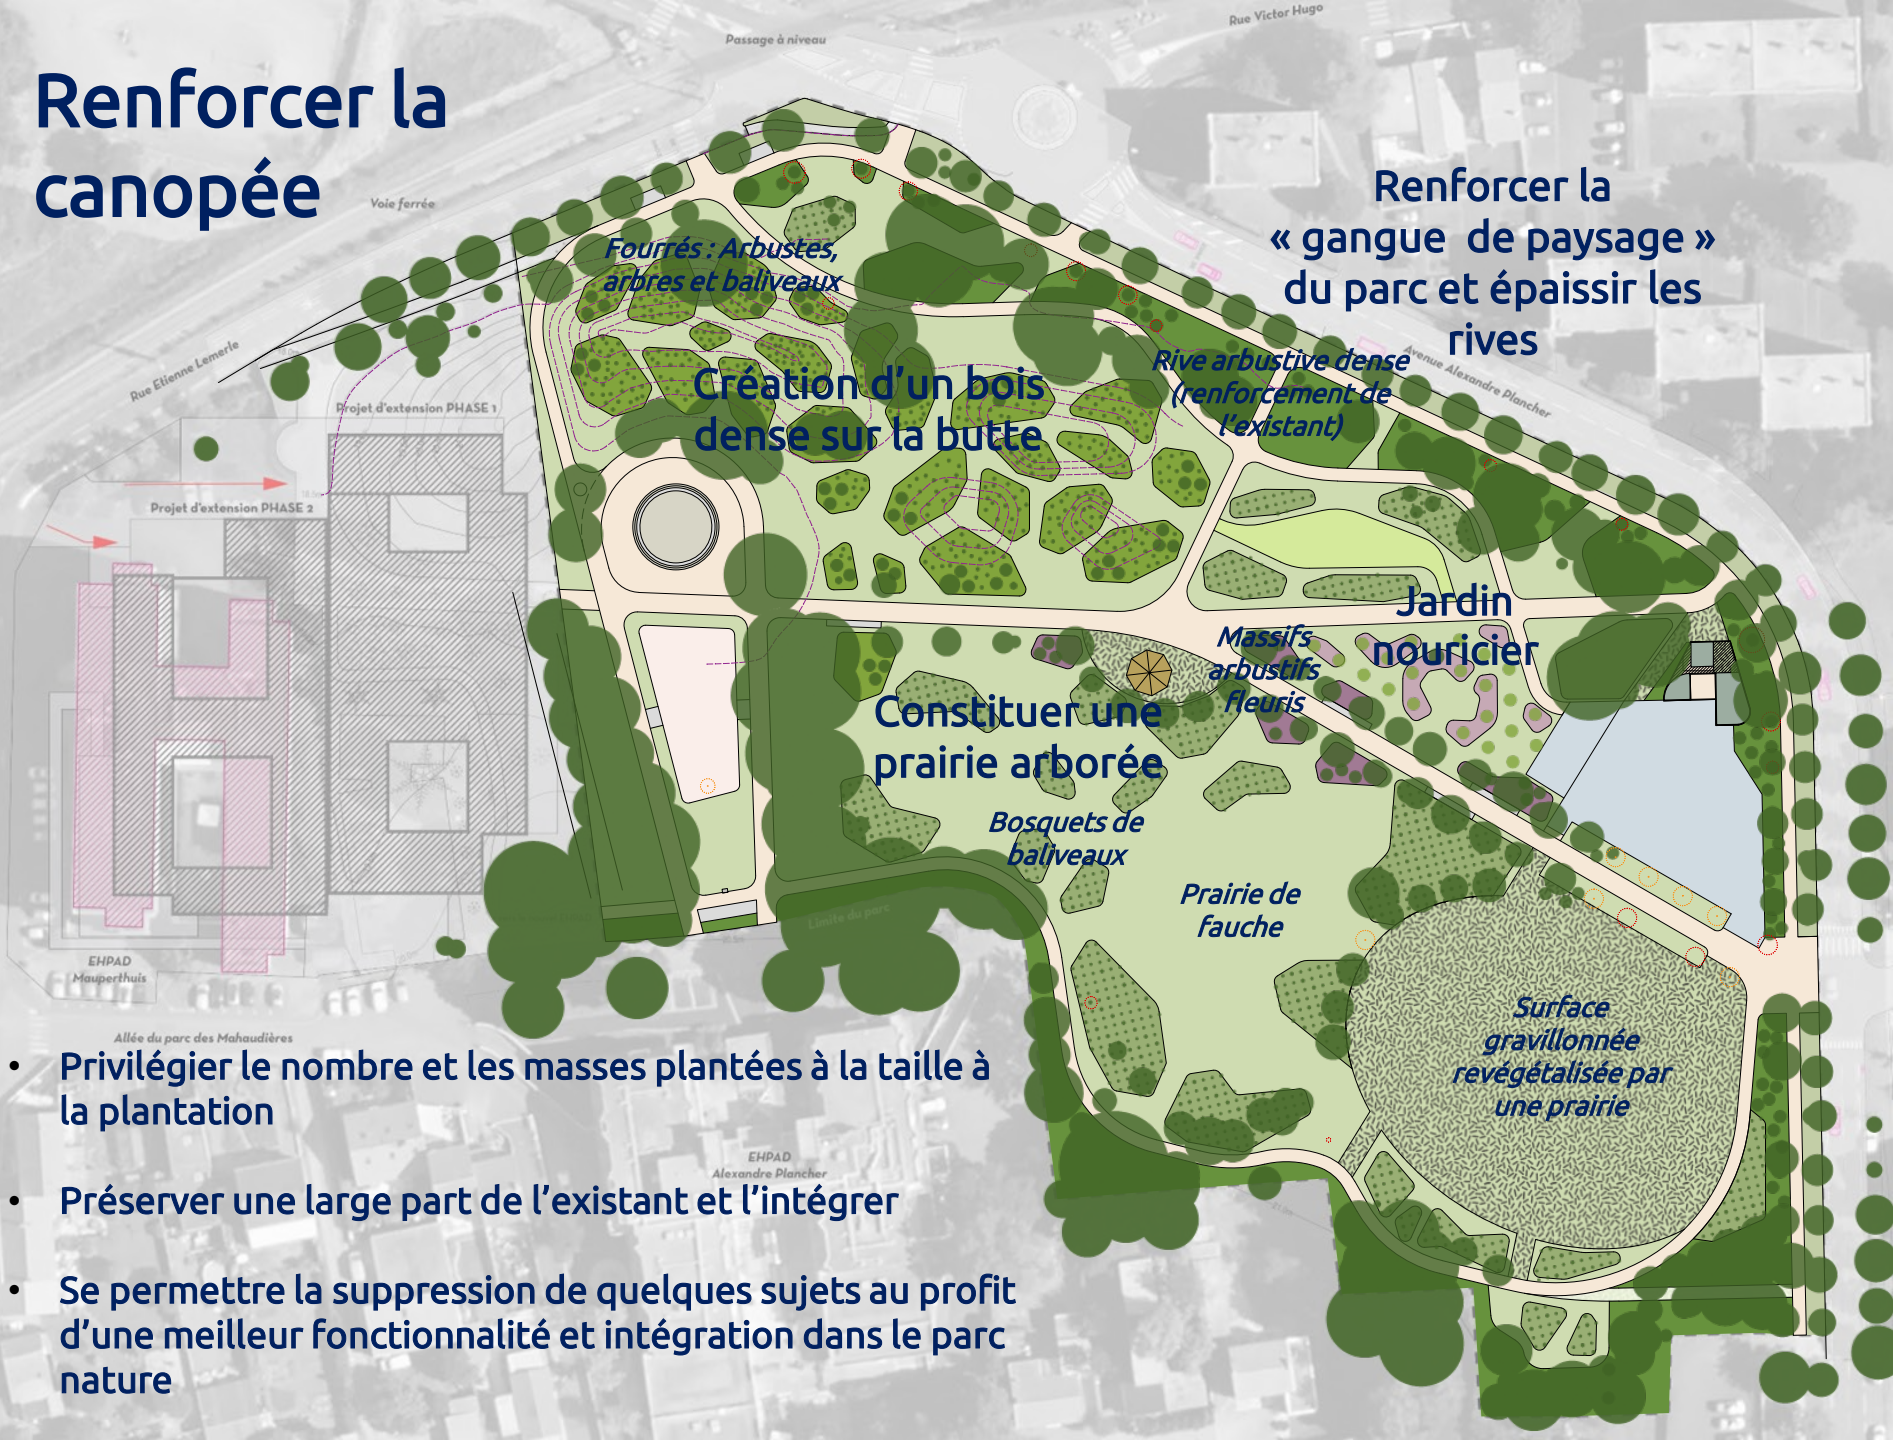 Rue Victor Hugo
Passage à niveau
Renforcer la
canopée
Voie ferrée
Renforcer la
« gangue de paysage »
du parc et épaissir les
rives
Fourrés : Arbustes,
arbres et baliveaux
Rue Etienne Lemerle
Avenue Alexandre Plancher
Rive arbustive dense
(renforcement de
l’existant)
Création d’un bois
dense sur la butte
Projet d'extension PHASE 1
Projet d'extension PHASE 2
Jardin
nouricier
Massifs
arbustifs
fleuris
Constituer une
prairie arborée
Bosquets de
baliveaux
Prairie de
fauche
Limite du parc
EHPAD
Mauperthuis
Surface
gravillonnée
revégétalisée par
une prairie
Allée du parc des Mahaudières
• Privilégier le nombre et les masses plantées à la taille à
la plantation
EHPAD
Alexandre Plancher
• Préserver une large part de l’existant et l’intégrer
• Se permettre la suppression de quelques sujets au profit
d’une meilleur fonctionnalité et intégration dans le parc
nature